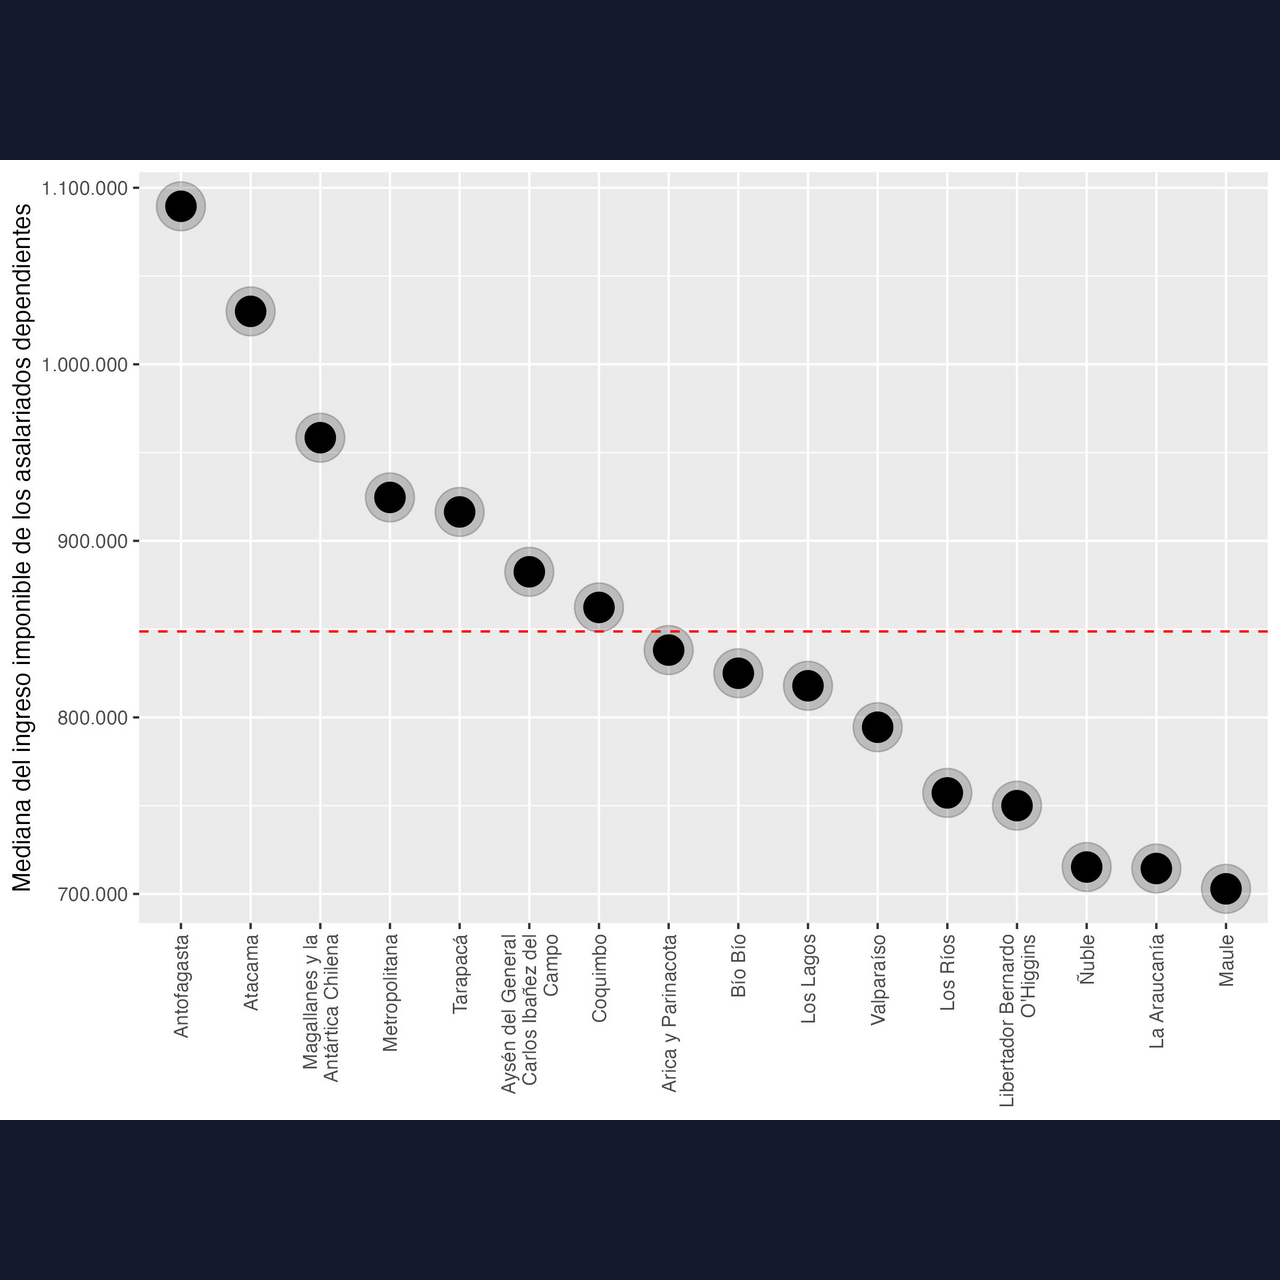 Mediana del ingreso imponible de los asalariados dependientes
1.100.000
1.000.000
900.000
800.000
700.000
Antofagasta
Atacama
Magallanes y la
Antártica Chilena
Metropolitana
Tarapacá
Aysén del General
Carlos Ibañez del
Campo
Coquimbo
Arica y Parinacota
Bío Bío
Los Lagos
Valparaíso
Los Ríos
Libertador Bernardo
O'Higgins
Ñuble
La Araucanía
Maule